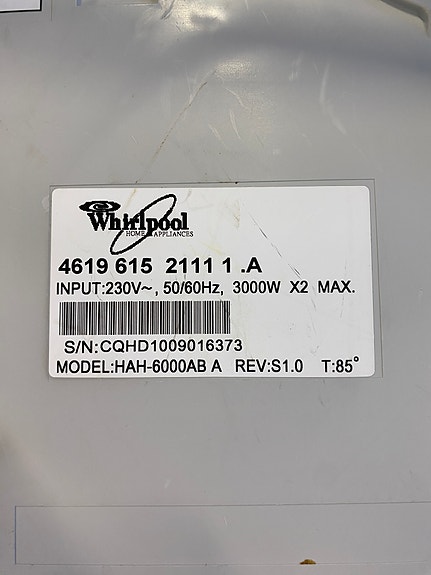 Whirlpool
HOME APPLIANCES
4619 615 2111 1 .A
INPUT:230V~, 50/60Hz, 3000W X2 MAX.
S/N:CQHD1009016373
MODEL:HAH-6000AB A REV:S1.0 T:85°